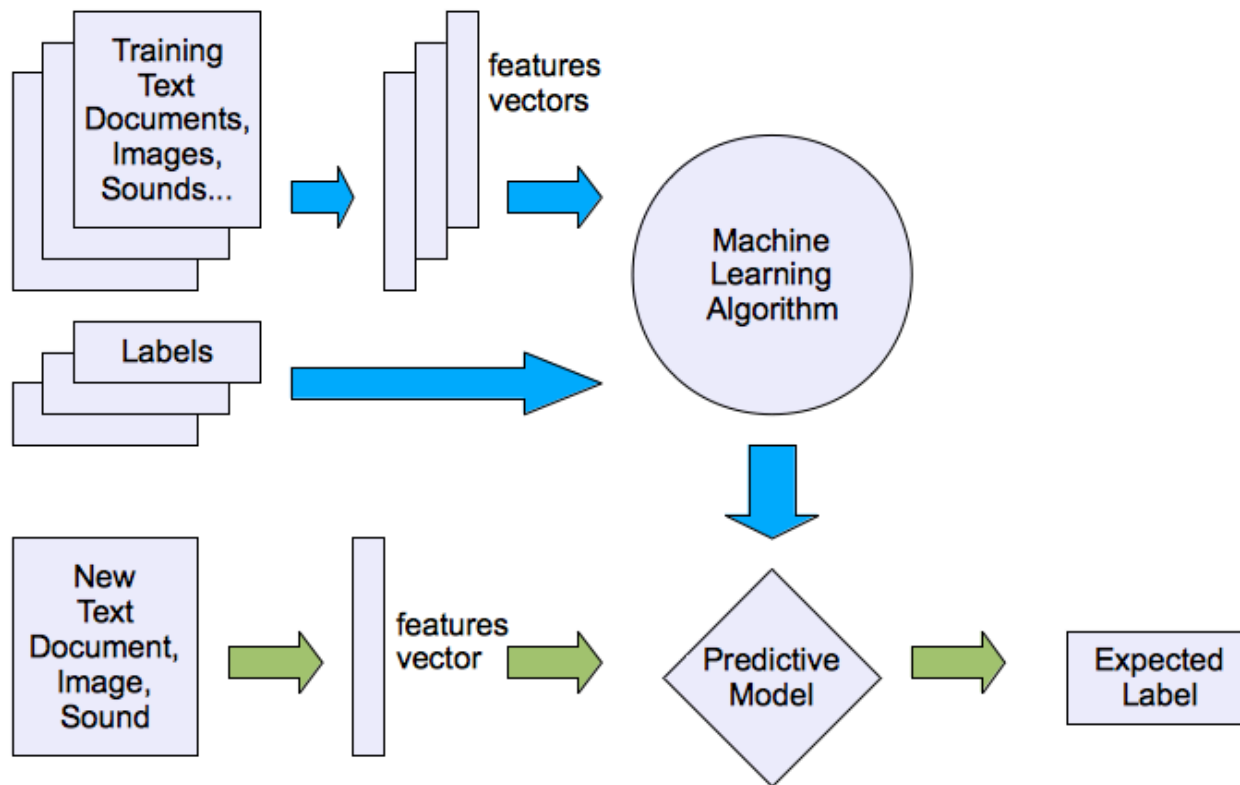 Training
Text
Documents,
Images,
Sounds...
features
vectors
Machine
Learning
Algorithm
Labels
New
Text
Document,
Image,
Sound
features
vector
Predictive
Model
Expected
Label